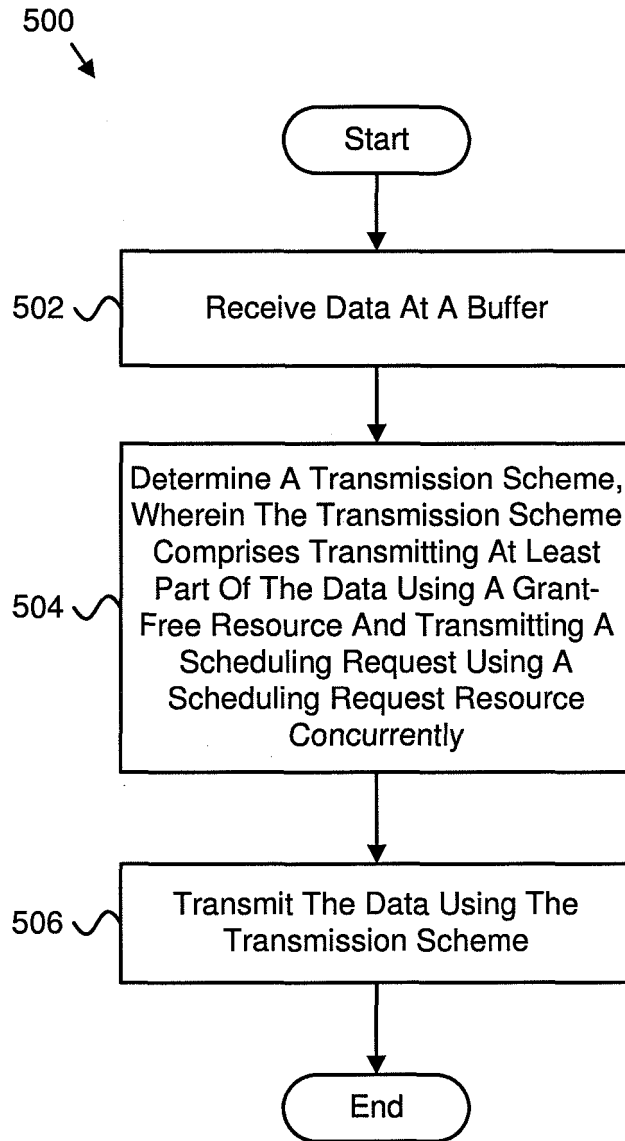 500
Start
502
Receive Data At A Buffer
504
Determine A Transmission Scheme,
Wherein The Transmission Scheme
Comprises Transmitting At Least
Part Of The Data Using A Grant-
Free Resource And Transmitting A
Scheduling Request Using A
Scheduling Request Resource
Concurrently
506
Transmit The Data Using The
Transmission Scheme
End